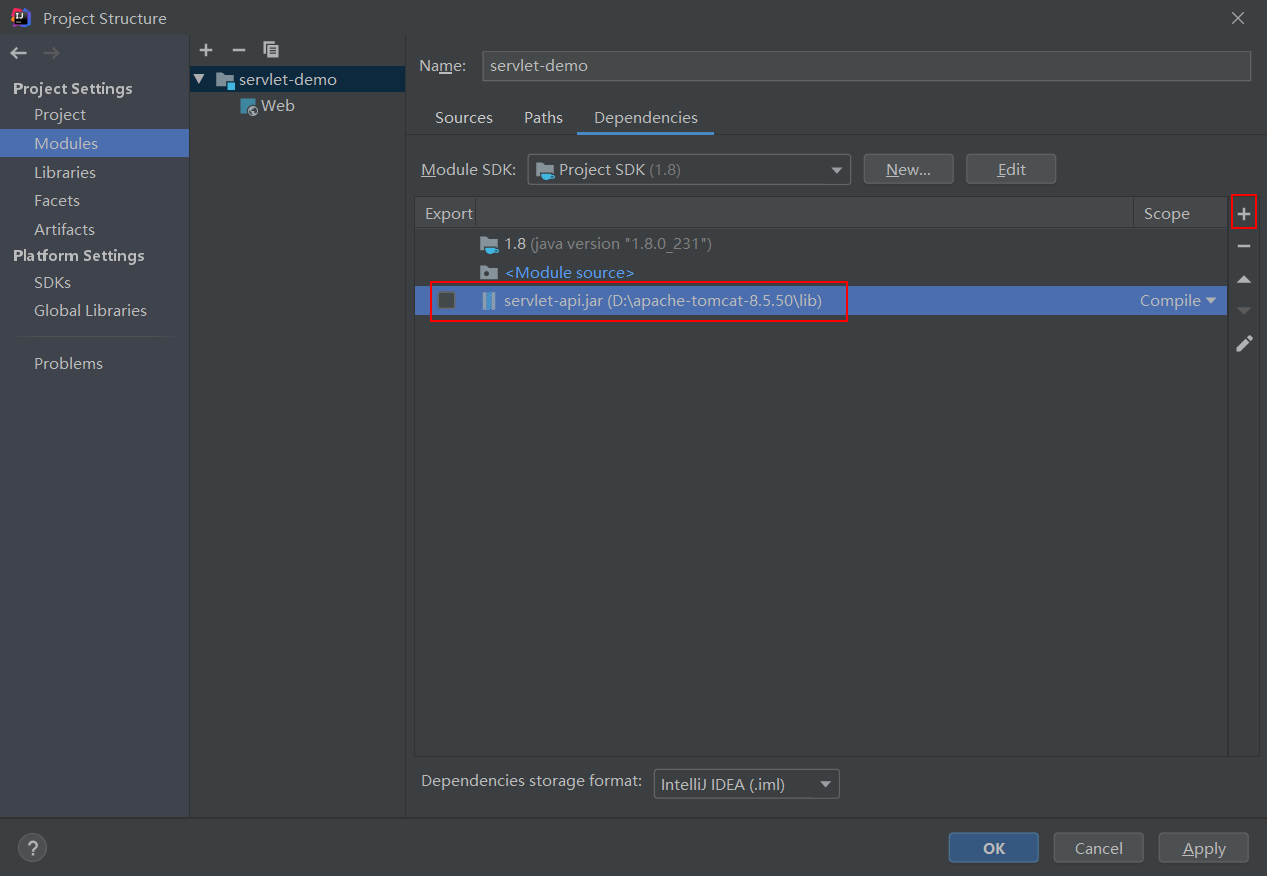 Project Structure
Project Settings
Project
Modules
Libraries
Facets
Artifacts
Platform Settings
SDKs
Global Libraries
Problems
servlet-demo
Web
Name: servlet-demo
Sources Paths Dependencies
Module SDK: Project SDK (1.8) New... Edit
Export Scope
1.8 (java version "1.8.0_231")
<Module source>
servlet-api.jar (D:\apache-tomcat-8.5.50\lib) Compile
Dependencies storage format: IntelliJ IDEA (.iml)
? OK Cancel Apply